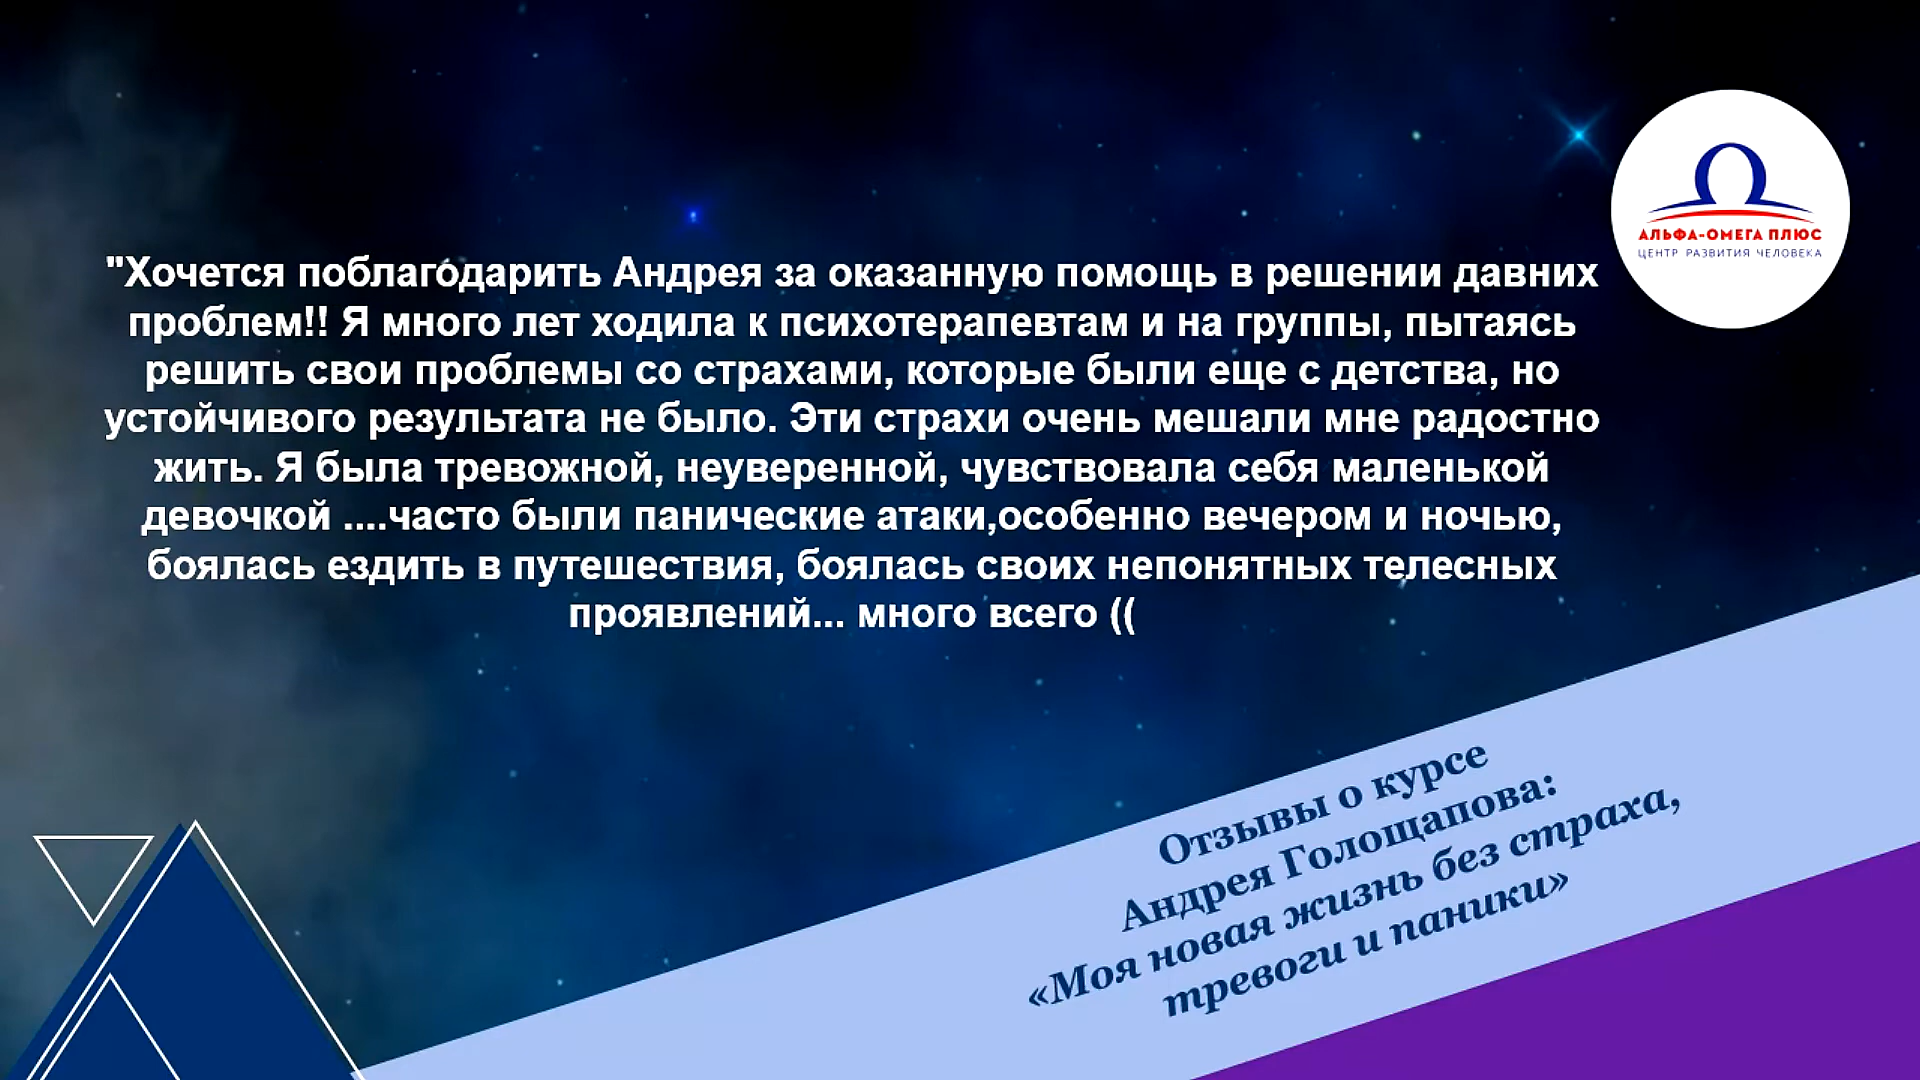 "Хочется поблагодарить Андрея за оказанную помощь в решении давних
проблем!! Я много лет ходила к психотерапевтам и на группы, пытаясь
решить свои проблемы со страхами, которые были еще с детства, но
устойчивого результата не было. Эти страхи очень мешали мне радостно
жить. Я была тревожной, неуверенной, чувствовала себя маленькой
девочкой ....часто были панические атаки,особенно вечером и ночью,
боялась ездить в путешествия, боялась своих непонятных телесных
проявлений... много всего ((
АЛЬФА-ОМЕГА ПЛЮС
ЦЕНТР РАЗВИТИЯ ЧЕЛОВЕКА
Отзывы о курсе
Андрея Голощапова:
«Моя новая жизнь без страха,
тревоги и паники»